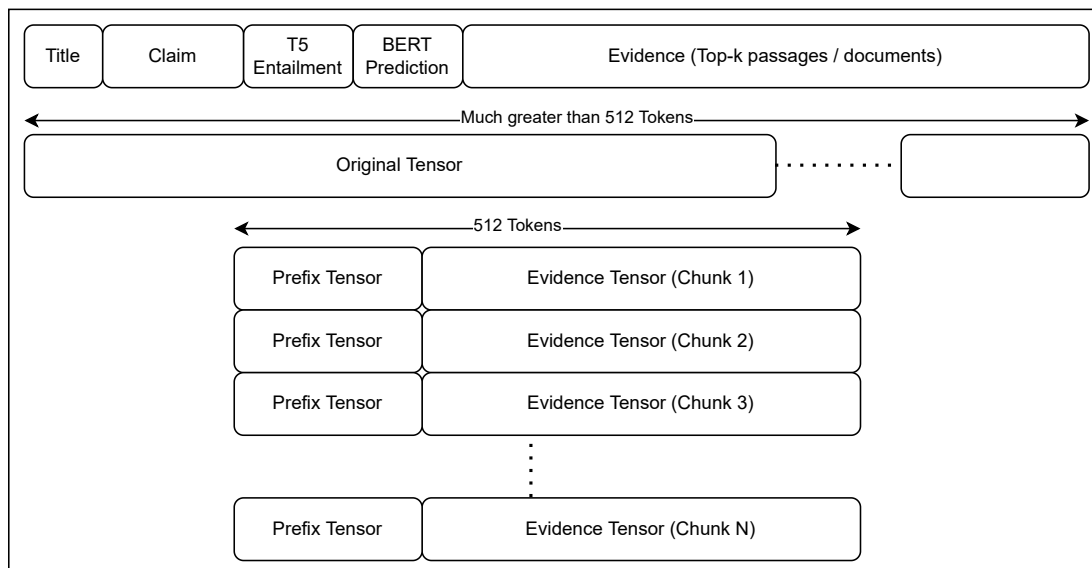 Title
Claim
T5
Entailment
BERT
Prediction
Evidence (Top-k passages / documents)
Much greater than 512 Tokens
Original Tensor
512 Tokens
Prefix Tensor
Evidence Tensor (Chunk 1)
Prefix Tensor
Evidence Tensor (Chunk 2)
Prefix Tensor
Evidence Tensor (Chunk 3)
Prefix Tensor
Evidence Tensor (Chunk N)